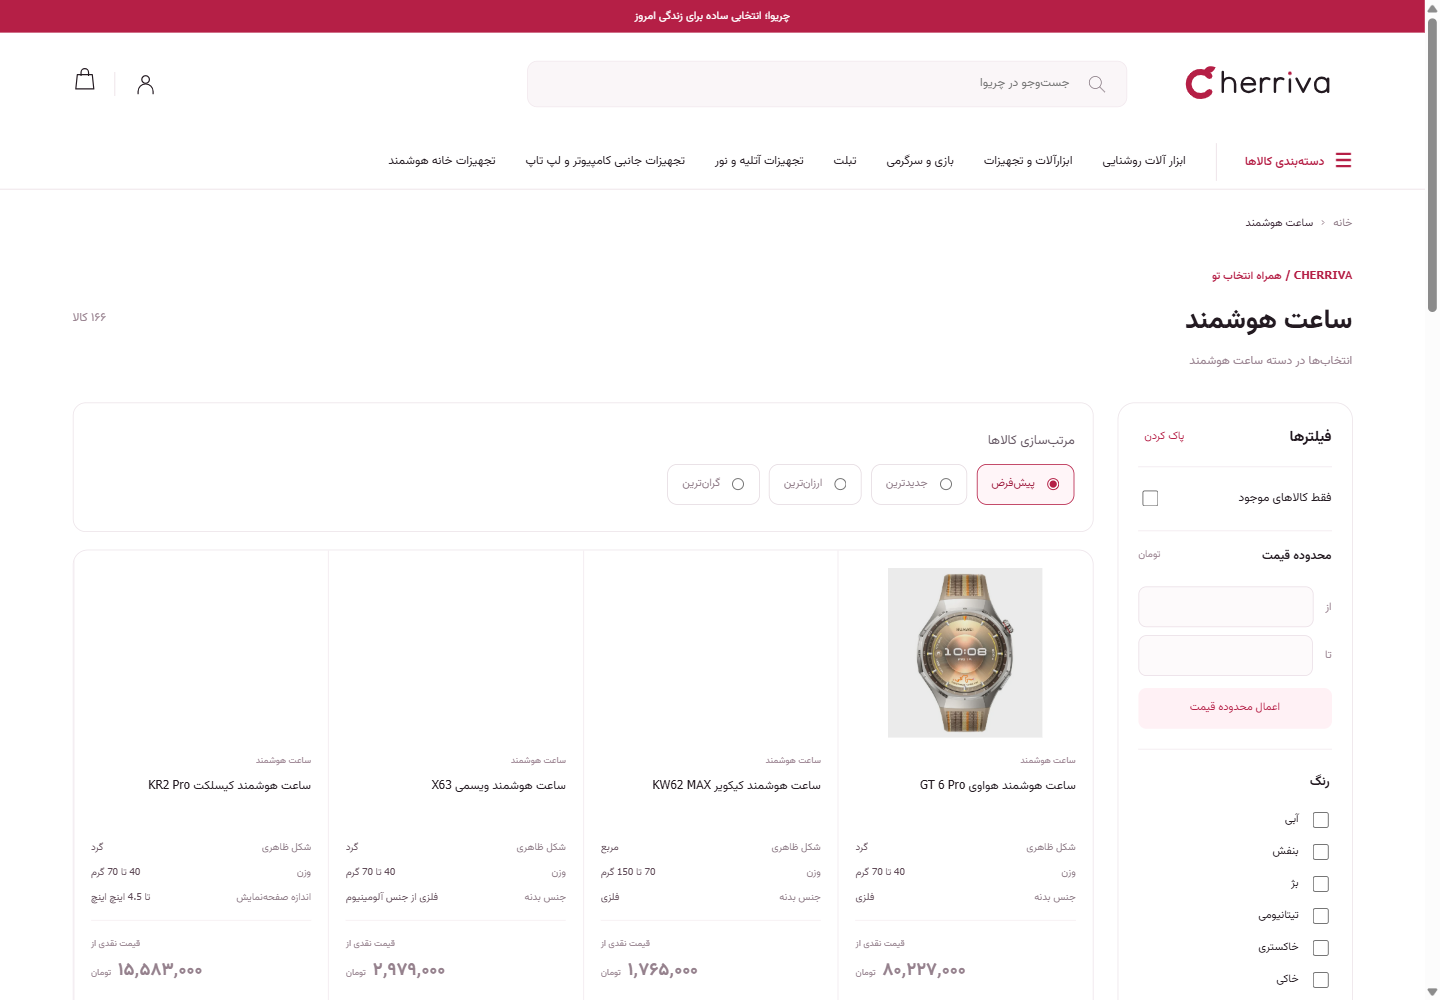 چریوا؛ انتخابی ساده برای زندگی امروز
Cherriva
جست‌وجو در چریوا
دسته‌بندی کالاها
ابزار آلات روشنایی
ابزارآلات و تجهیزات
بازی و سرگرمی
تبلت
تجهیزات آتلیه و نور
تجهیزات جانبی کامپیوتر و لپ تاپ
تجهیزات خانه هوشمند
خانه ‹ ساعت هوشمند
CHERRIVA / همراه انتخاب تو
ساعت هوشمند
۱۶۶ کالا
انتخاب‌ها در دسته ساعت هوشمند
فیلترها
پاک کردن
فقط کالاهای موجود
محدوده قیمت
تومان
از
تا
اعمال محدوده قیمت
رنگ
آبی
بنفش
بژ
تیتانیومی
خاکستری
خاکی
مرتب‌سازی کالاها
پیش‌فرض
جدیدترین
ارزان‌ترین
گران‌ترین
HUAWEI
10:08
ساعت هوشمند
ساعت هوشمند هواوی GT 6 Pro
شکل ظاهری گرد
وزن 40 تا 70 گرم
جنس بدنه فلزی
قیمت نقدی از
۸۰,۲۲۷,۰۰۰ تومان
ساعت هوشمند
ساعت هوشمند کیکویر KW62 MAX
شکل ظاهری مربع
وزن 70 تا 150 گرم
جنس بدنه فلزی
قیمت نقدی از
۱,۷۶۵,۰۰۰ تومان
ساعت هوشمند
ساعت هوشمند ویسمی X63
شکل ظاهری گرد
وزن 40 تا 70 گرم
جنس بدنه فلزی از جنس آلومینیوم
قیمت نقدی از
۲,۹۷۹,۰۰۰ تومان
ساعت هوشمند
ساعت هوشمند کیسلکت KR2 Pro
شکل ظاهری گرد
وزن 40 تا 70 گرم
اندازه صفحه‌نمایش تا 4.5 اینچ اینچ
قیمت نقدی از
۱۵,۵۸۳,۰۰۰ تومان